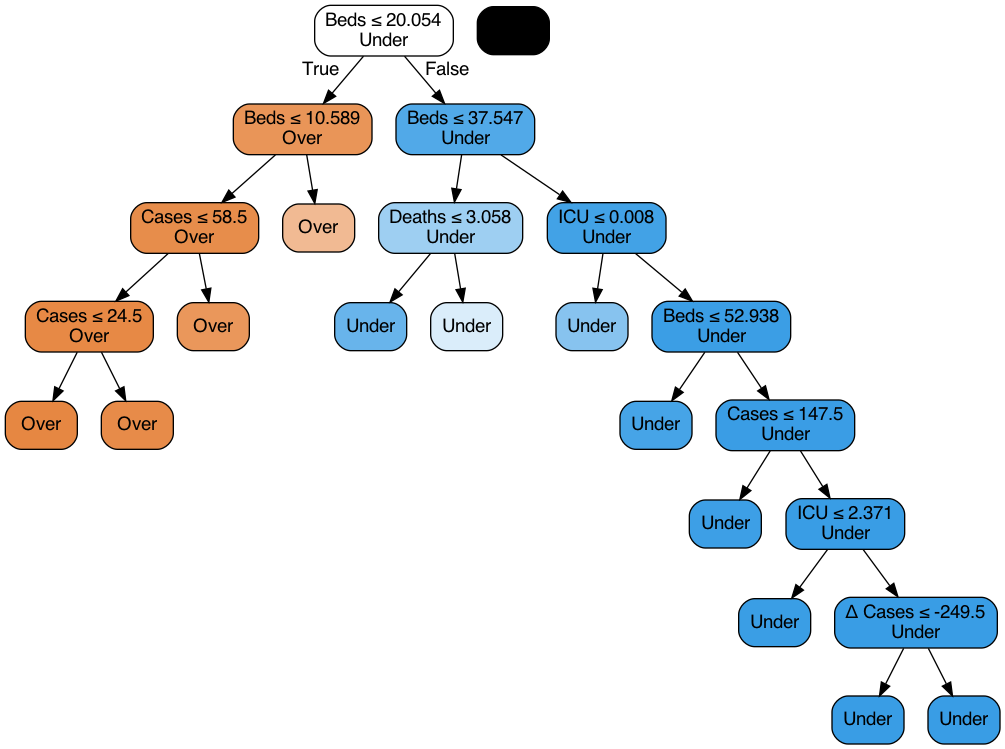 Beds ≤ 20.054
Under
True
False
Beds ≤ 10.589
Over
Beds ≤ 37.547
Under
Cases ≤ 58.5
Over
Over
Deaths ≤ 3.058
Under
ICU ≤ 0.008
Under
Cases ≤ 24.5
Over
Over
Under
Under
Under
Beds ≤ 52.938
Under
Over
Over
Under
Cases ≤ 147.5
Under
Under
ICU ≤ 2.371
Under
Under
Δ Cases ≤ -249.5
Under
Under
Under